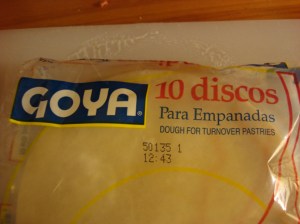 GOYA®
10 discos
Para Empanadas
DOUGH FOR TURNOVER PASTRIES
50135 1
12:43